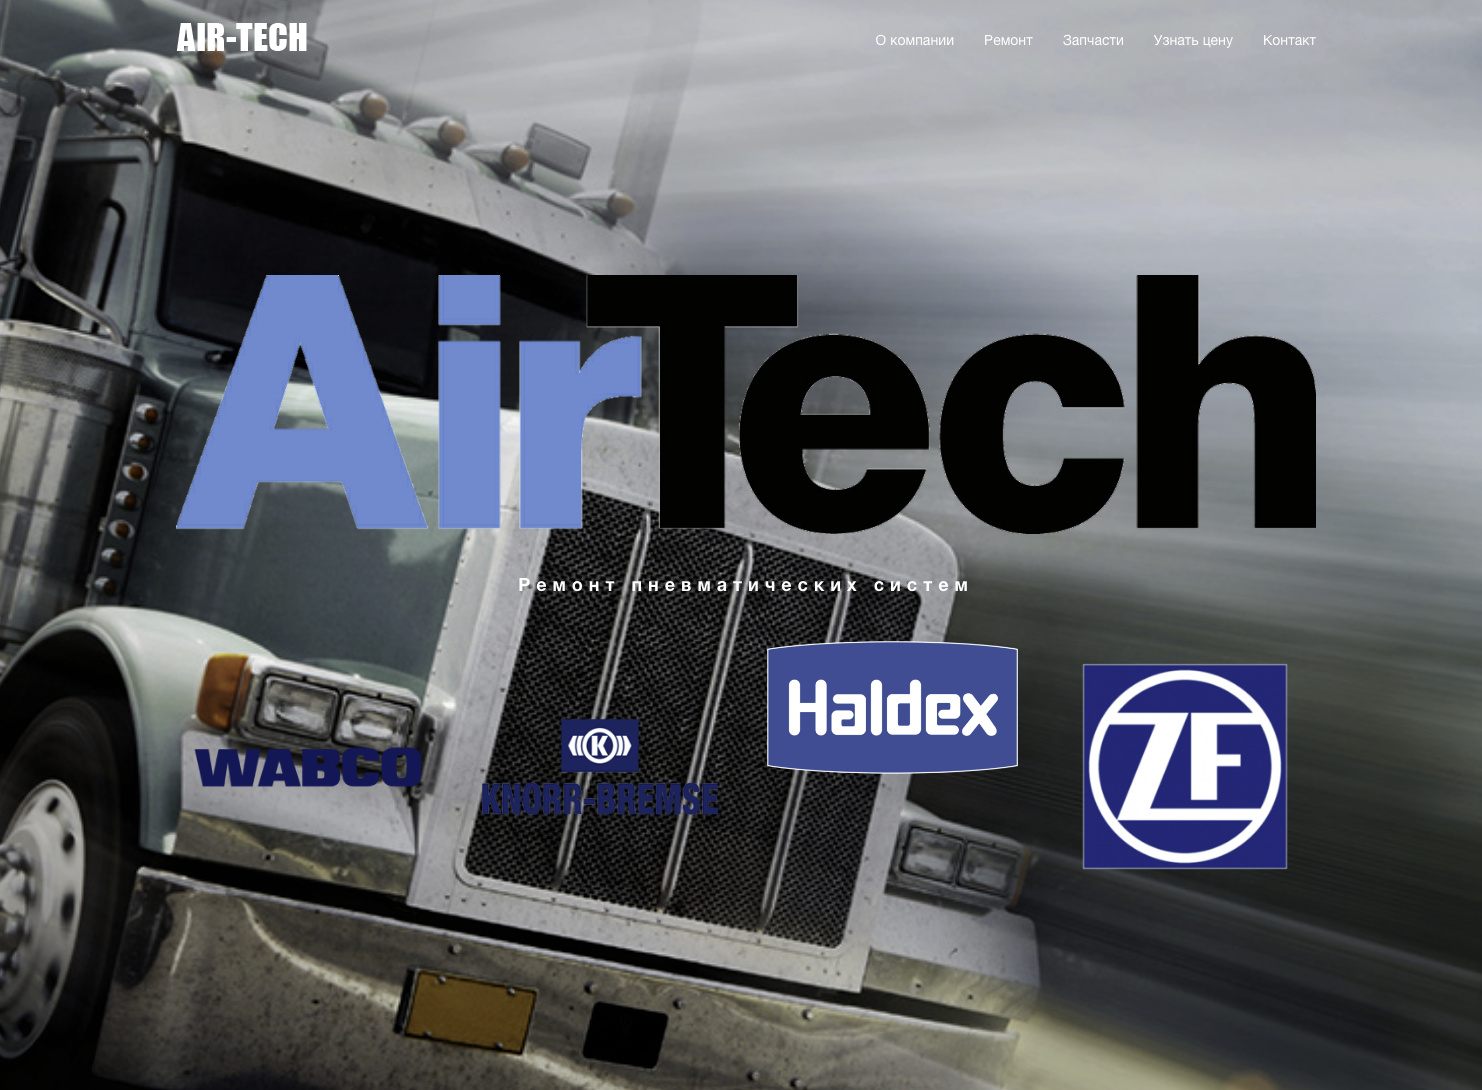 AIR-TECH
О компании Ремонт Запчасти Узнать цену Контакт
AirTech
Ремонт пневматических систем
Haldex
ZF
K
WABCO
KNORR-BREMSE